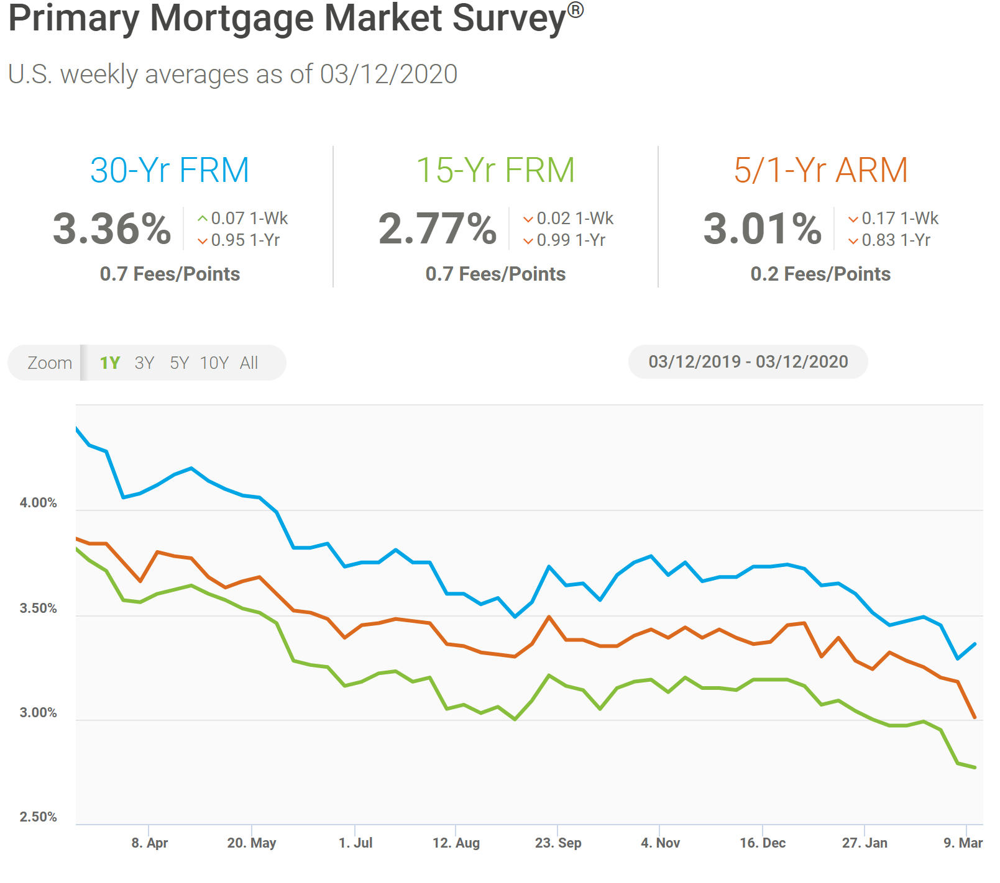 Primary Mortgage Market Survey®
U.S. weekly averages as of 03/12/2020
30-Yr FRM
3.36%
0.07 1-Wk
0.95 1-Yr
0.7 Fees/Points
15-Yr FRM
2.77%
0.02 1-Wk
0.99 1-Yr
0.7 Fees/Points
5/1-Yr ARM
3.01%
0.17 1-Wk
0.83 1-Yr
0.2 Fees/Points
Zoom 1Y 3Y 5Y 10Y All
03/12/2019 - 03/12/2020
4.00%
3.50%
3.00%
2.50%
8. Apr 20. May 1. Jul 12. Aug 23. Sep 4. Nov 16. Dec 27. Jan 9. Mar